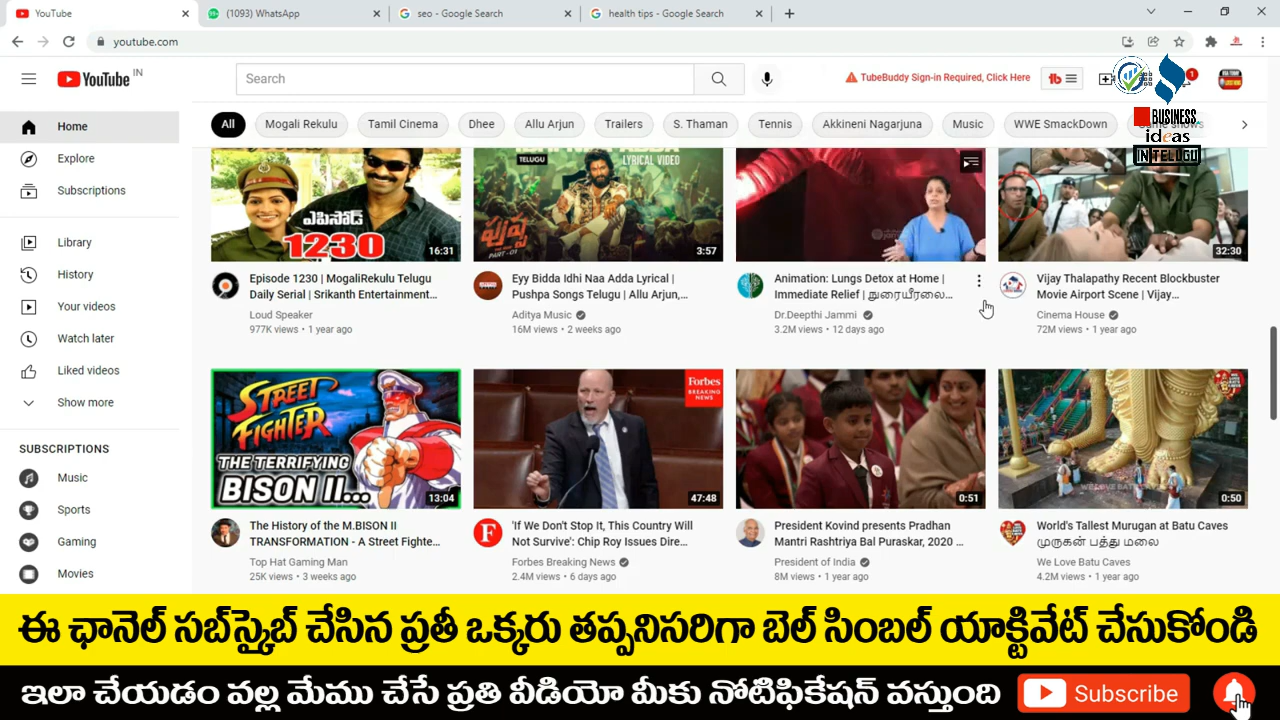 YouTube
(1093) WhatsApp
seo - Google Search
health tips - Google Search
youtube.com
YouTube IN
Search
TubeBuddy Sign-in Required, Click Here
tb
1
BUSINESS
ideas
IN TELUGU
All
Mogali Rekulu
Tamil Cinema
Dhee
Allu Arjun
Trailers
S. Thaman
Tennis
Akkineni Nagarjuna
Music
WWE SmackDown
Home
Explore
Subscriptions
Library
History
Your videos
Watch later
Liked videos
Show more
SUBSCRIPTIONS
Music
Sports
Gaming
Movies
ఎపిసోడ్
1230
16:31
Episode 1230 | MogaliRekulu Telugu
Daily Serial | Srikanth Entertainment...
Loud Speaker
977K views • 1 year ago
TELUGU
LYRICAL VIDEO
పుష్ప
THE RISE
PART-01
3:57
Eyy Bidda Idhi Naa Adda Lyrical |
Pushpa Songs Telugu | Allu Arjun,...
Aditya Music
16M views • 2 weeks ago
Animation: Lungs Detox at Home |
Immediate Relief | நுரையீரலை...
Dr.Deepthi Jammi
3.2M views • 12 days ago
32:30
Vijay Thalapathy Recent Blockbuster
Movie Airport Scene | Vijay...
Cinema House
72M views • 1 year ago
STREET
FIGHTER
THE TERRIFYING
BISON II...
13:04
The History of the M.BISON II
TRANSFORMATION - A Street Fighte...
Top Hat Gaming Man
25K views • 3 weeks ago
Forbes
BREAKING
NEWS
47:48
'If We Don't Stop It, This Country Will
Not Survive': Chip Roy Issues Dire...
Forbes Breaking News
2.4M views • 6 days ago
0:51
President Kovind presents Pradhan
Mantri Rashtriya Bal Puraskar, 2020 ...
President of India
8M views • 1 year ago
WE LOVE BATU CAVES
0:50
World's Tallest Murugan at Batu Caves
முருகன் பத்து மலை
We Love Batu Caves
4.2M views • 1 year ago
ఈ ఛానెల్ సబ్‌స్క్రైబ్ చేసిన ప్రతీ ఒక్కరు తప్పనిసరిగా బెల్ సింబల్ యాక్టివేట్ చేసుకోండి
ఇలా చేయడం వల్ల మేము చేసే ప్రతి వీడియో మీకు నోటిఫికేషన్ వస్తుంది
Subscribe